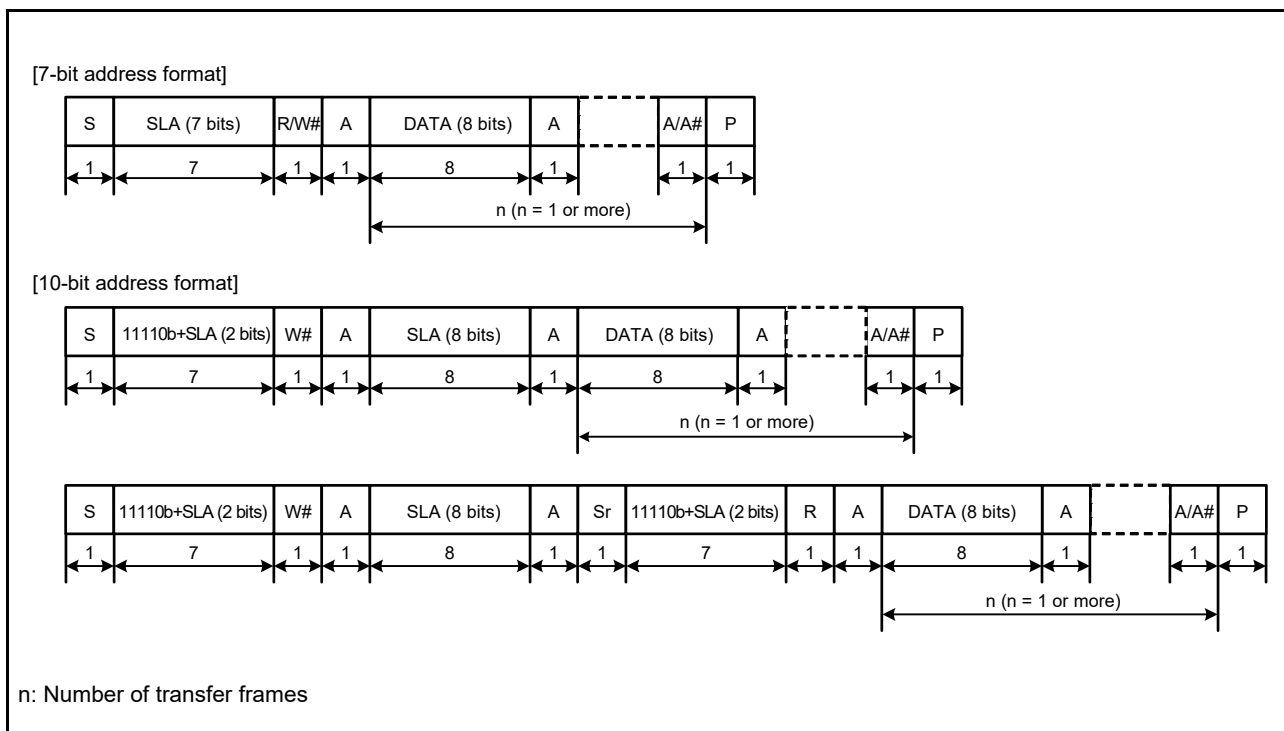 [7-bit address format]
S SLA (7 bits) R/W# A DATA (8 bits) A A/A# P
1 7 1 1 8 1 1 1
n (n = 1 or more)
[10-bit address format]
S 11110b+SLA (2 bits) W# A SLA (8 bits) A DATA (8 bits) A A/A# P
1 7 1 1 8 1 8 1 1 1
n (n = 1 or more)
S 11110b+SLA (2 bits) W# A SLA (8 bits) A Sr 11110b+SLA (2 bits) R A DATA (8 bits) A A/A# P
1 7 1 1 8 1 1 7 1 1 8 1 1 1
n (n = 1 or more)
n: Number of transfer frames